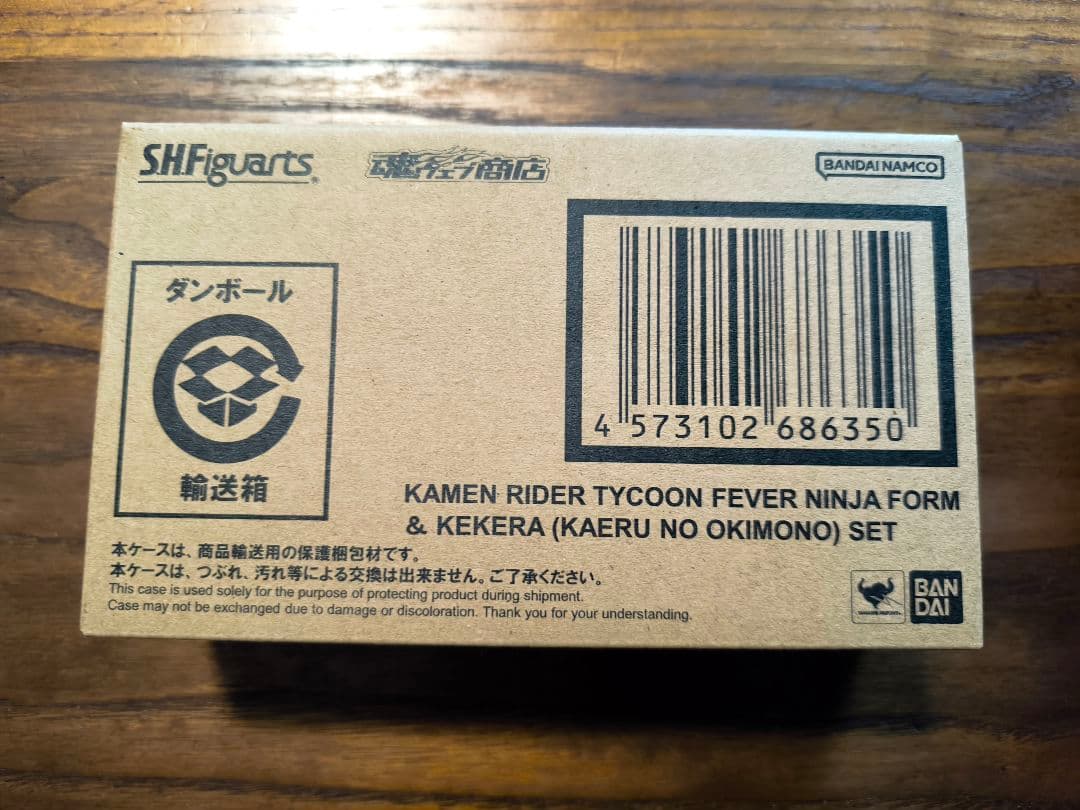 S.H.Figuarts
魂ウェブ商店
BANDAI NAMCO
ダンボール
輸送箱
4 573102 686350
KAMEN RIDER TYCOON FEVER NINJA FORM
& KEKERA (KAERU NO OKIMONO) SET
本ケースは、商品輸送用の保護梱包材です。
本ケースは、つぶれ、汚れ等による交換は出来ません。ご了承ください。
This case is used solely for the purpose of protecting product during shipment.
Case may not be exchanged due to damage or discoloration. Thank you for your understanding.
BAN
DAI